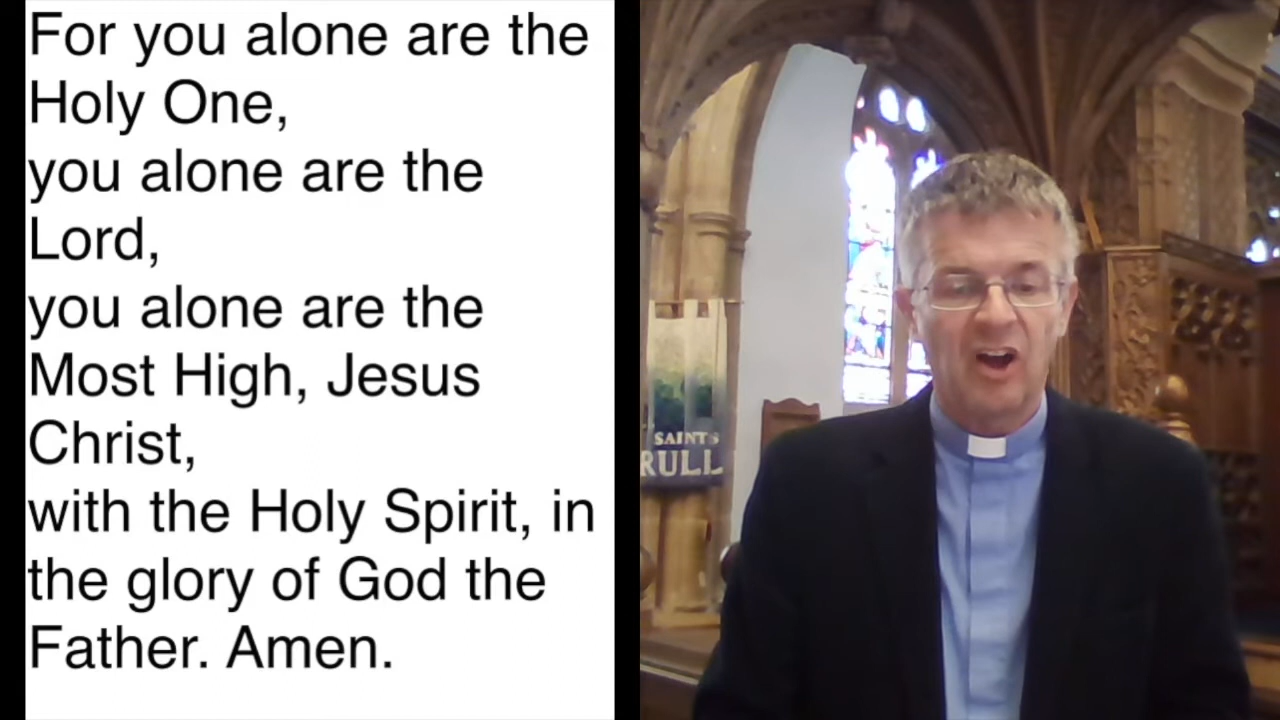 For you alone are the
Holy One,
you alone are the
Lord,
you alone are the
Most High, Jesus
Christ,
with the Holy Spirit, in
the glory of God the
Father. Amen.
SAINTS
RULL